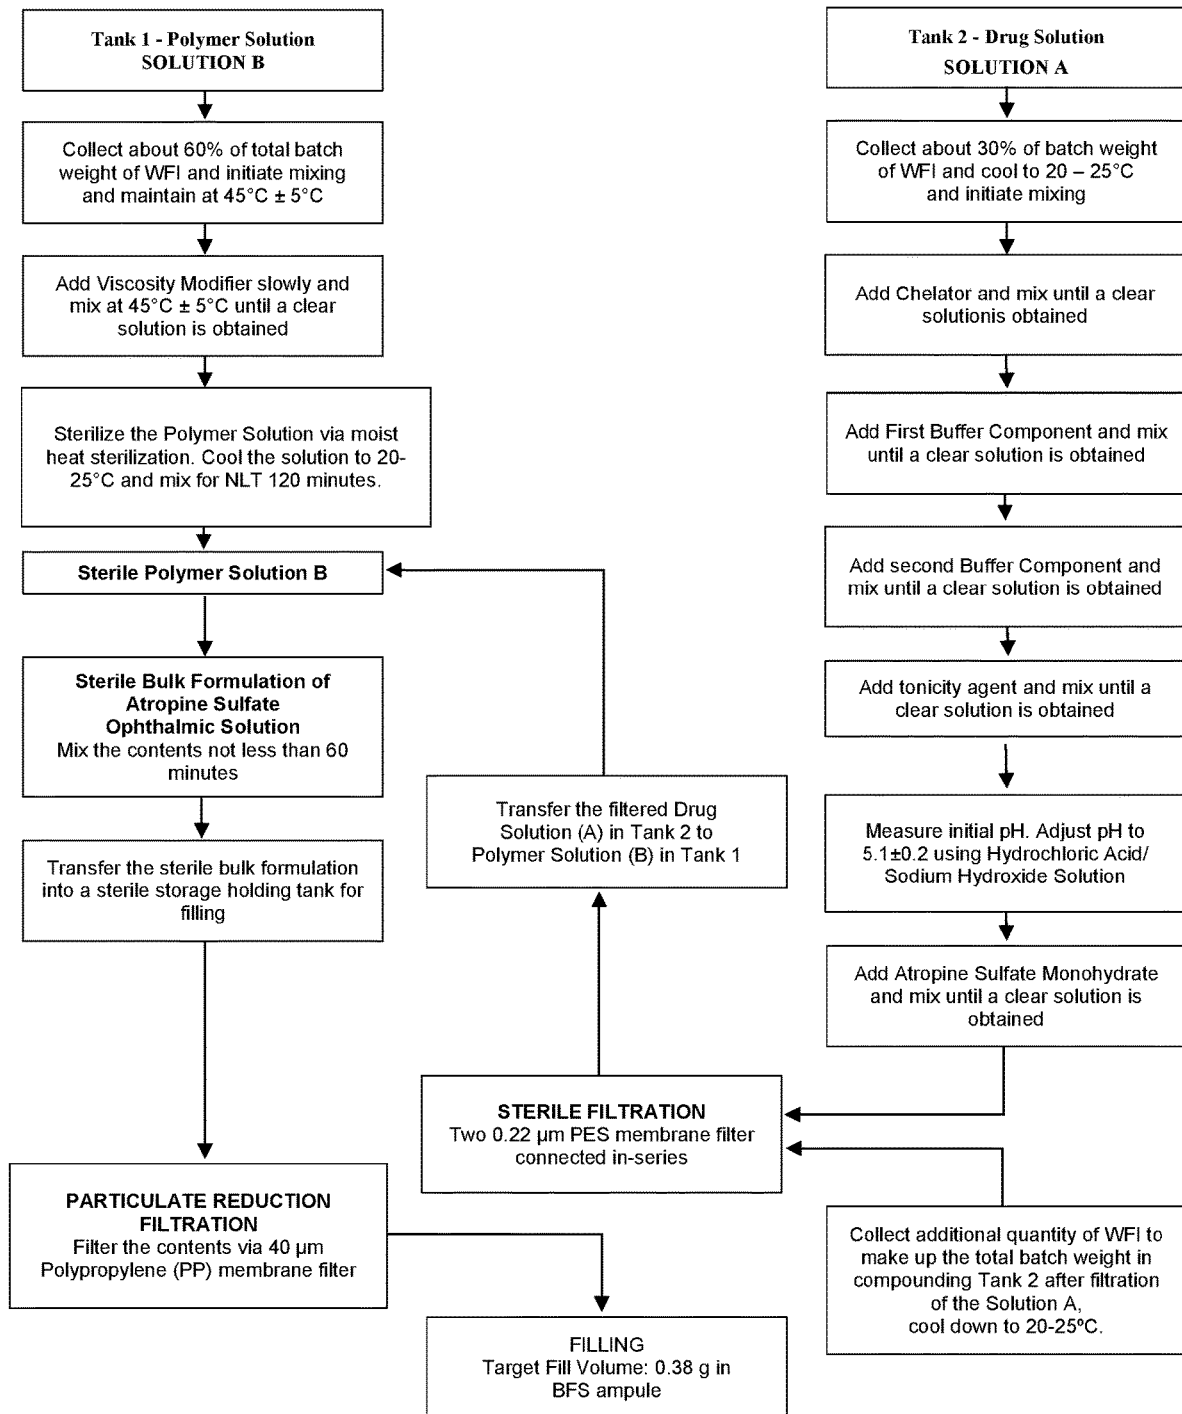 Tank 1 - Polymer Solution
SOLUTION B
Collect about 60% of total batch
weight of WFI and initiate mixing
and maintain at 45°C ± 5°C
Add Viscosity Modifier slowly and
mix at 45°C ± 5°C until a clear
solution is obtained
Sterilize the Polymer Solution via moist
heat sterilization. Cool the solution to 20-
25°C and mix for NLT 120 minutes.
Sterile Polymer Solution B
Sterile Bulk Formulation of
Atropine Sulfate
Ophthalmic Solution
Mix the contents not less than 60
minutes
Transfer the sterile bulk formulation
into a sterile storage holding tank for
filling
PARTICULATE REDUCTION
FILTRATION
Filter the contents via 40 µm
Polypropylene (PP) membrane filter
Tank 2 - Drug Solution
SOLUTION A
Collect about 30% of batch weight
of WFI and cool to 20 – 25°C
and initiate mixing
Add Chelator and mix until a clear
solutionis obtained
Add First Buffer Component and mix
until a clear solution is obtained
Add second Buffer Component and
mix until a clear solution is obtained
Add tonicity agent and mix until a
clear solution is obtained
Measure initial pH. Adjust pH to
5.1±0.2 using Hydrochloric Acid/
Sodium Hydroxide Solution
Add Atropine Sulfate Monohydrate
and mix until a clear solution is
obtained
Collect additional quantity of WFI to
make up the total batch weight in
compounding Tank 2 after filtration
of the Solution A,
cool down to 20-25ºC.
STERILE FILTRATION
Two 0.22 µm PES membrane filter
connected in-series
Transfer the filtered Drug
Solution (A) in Tank 2 to
Polymer Solution (B) in Tank 1
FILLING
Target Fill Volume: 0.38 g in
BFS ampule